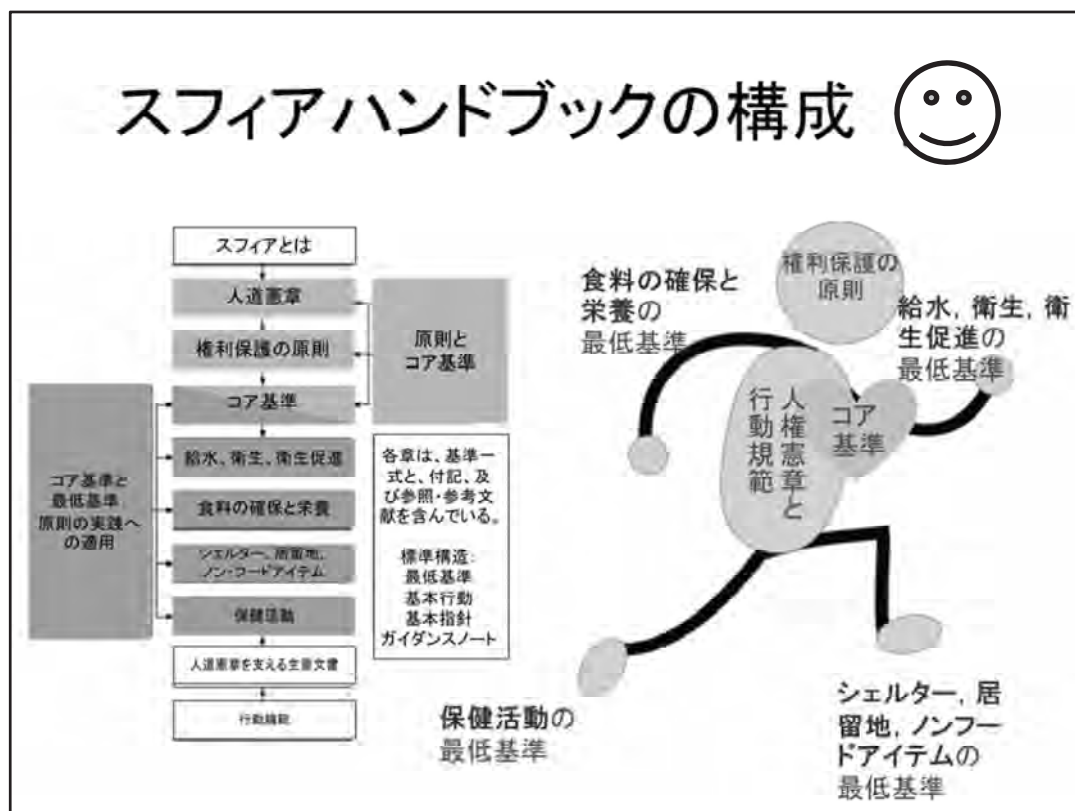 スフィアハンドブックの構成
スフィアとは
人道憲章
権利保護の原則
コア基準
給水、衛生、衛生促進
食料の確保と栄養
シェルター、居留地、
ノン・フードアイテム
保健活動
人道憲章を支える主要文書
行動規範
原則と
コア基準
コア基準と
最低基準:
原則の実践へ
の適用
各章は、基準一
式と、付記、及
び参照・参考文
献を含んでいる。
標準構造:
最低基準
基本行動
基本指針
ガイダンスノート
権利保護の
原則
食料の確保と
栄養の
最低基準
給水, 衛生, 衛
生促進の
最低基準
人権憲章と
行動規範
コア
基準
保健活動の
最低基準
シェルター, 居
留地, ノンフー
ドアイテムの
最低基準